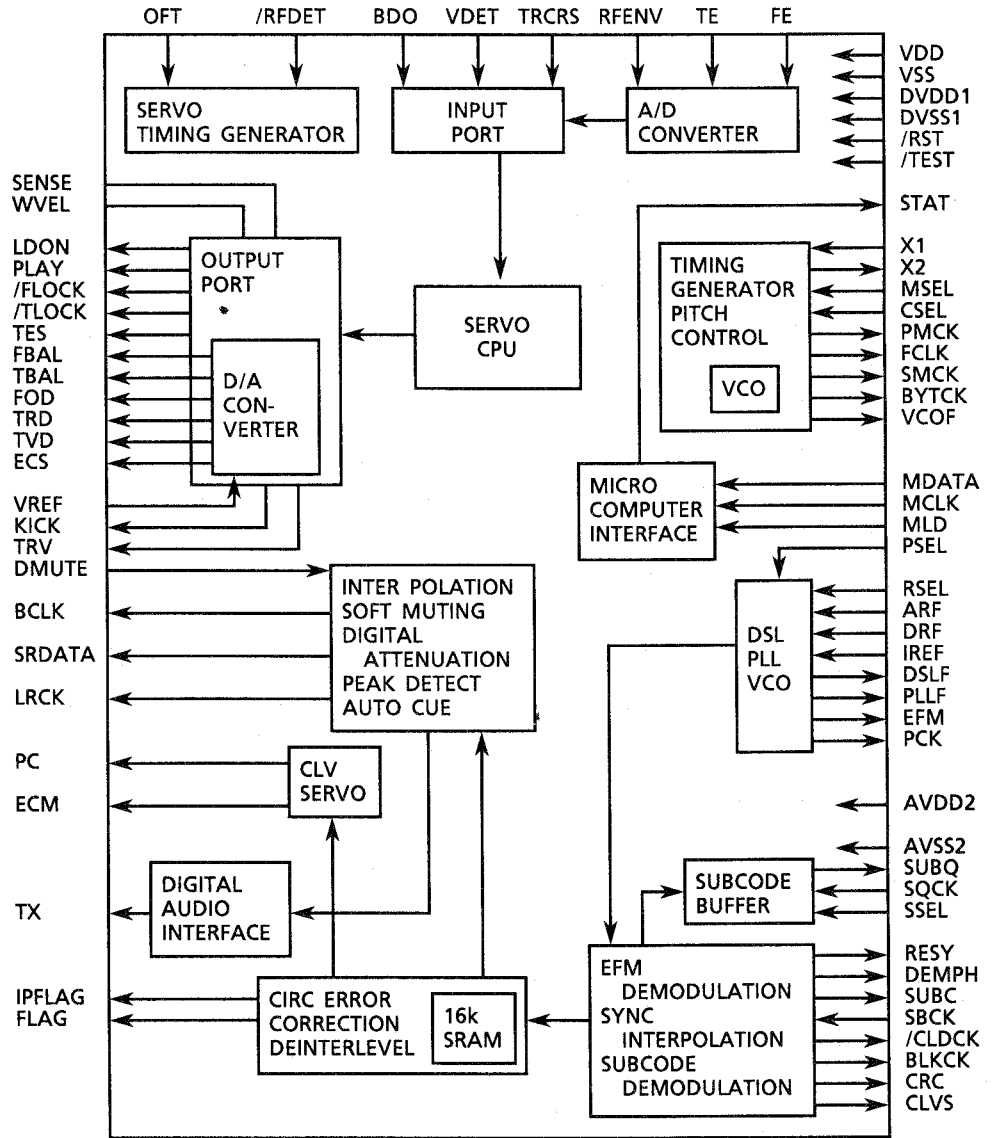 OFT /RFDET BDO VDET TRCRS RFENV TE FE
SERVO
TIMING GENERATOR
INPUT
PORT
A/D
CONVERTER
VDD
VSS
DVDD1
DVSS1
/RST
/TEST
SENSE
WVEL
LDON
PLAY
/FLOCK
/TLOCK
TES
FBAL
TBAL
FOD
TRD
TVD
ECS
VREF
KICK
TRV
OUTPUT
PORT
D/A
CON-
VERTER
SERVO
CPU
STAT
TIMING
GENERATOR
PITCH
CONTROL
VCO
X1
X2
MSEL
CSEL
PMCK
FCLK
SMCK
BYTCK
VCOF
MICRO
COMPUTER
INTERFACE
MDATA
MCLK
MLD
PSEL
DMUTE
BCLK
SRDATA
LRCK
INTER POLATION
SOFT MUTING
DIGITAL
ATTENUATION
PEAK DETECT
AUTO CUE
DSL
PLL
VCO
RSEL
ARF
DRF
IREF
DSLF
PLLF
EFM
PCK
PC
ECM
CLV
SERVO
AVDD2
AVSS2
SUBQ
SQCK
SSEL
SUBCODE
BUFFER
TX
DIGITAL
AUDIO
INTERFACE
IPFLAG
FLAG
CIRC ERROR
CORRECTION
DEINTERLEVEL
16k
SRAM
EFM
DEMODULATION
SYNC
INTERPOLATION
SUBCODE
DEMODULATION
RESY
DEMPH
SUBC
SBCK
/CLDCK
BLKCK
CRC
CLVS